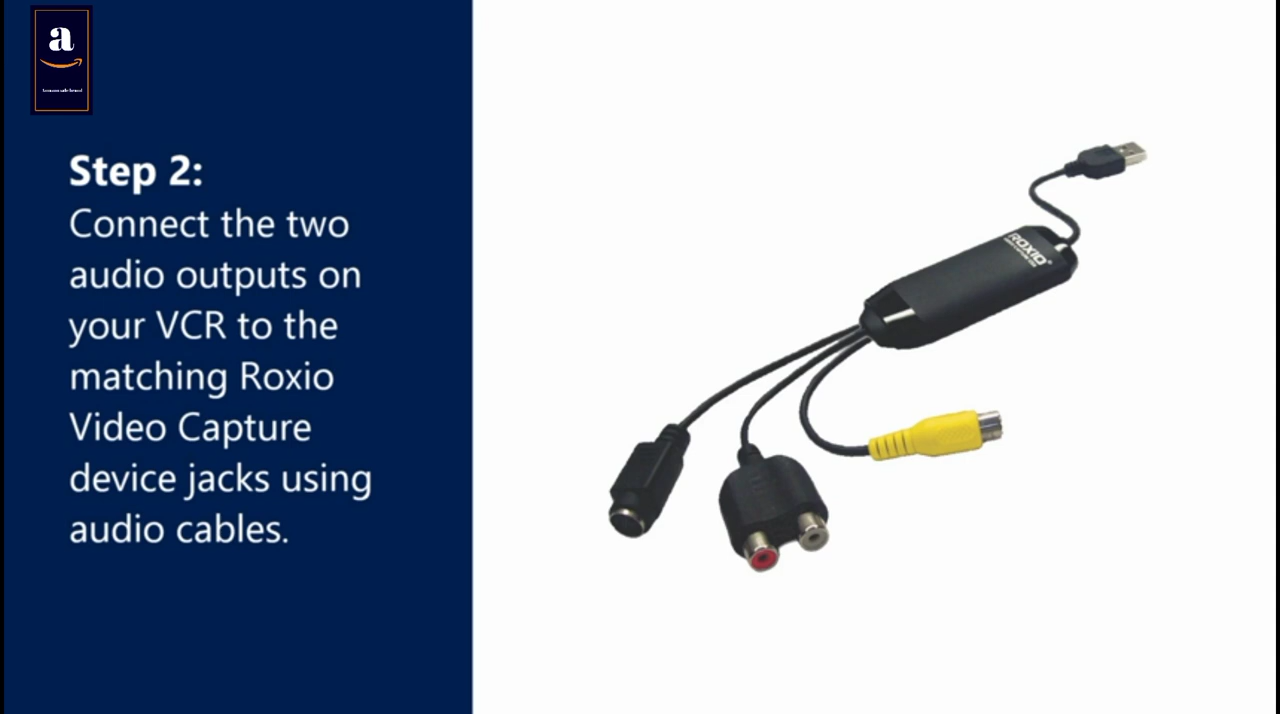 a
Step 2:
Connect the two
audio outputs on
your VCR to the
matching Roxio
Video Capture
device jacks using
audio cables.
ROXIO